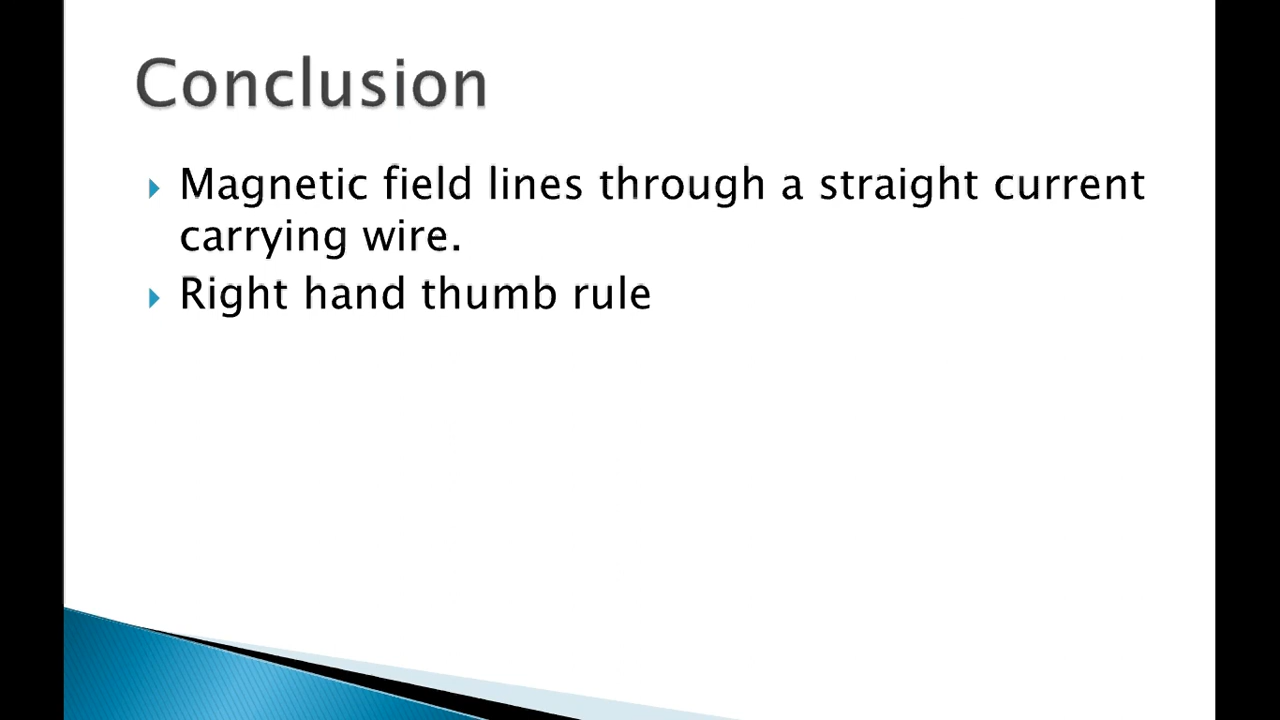 Conclusion
Magnetic field lines through a straight current
carrying wire.
Right hand thumb rule